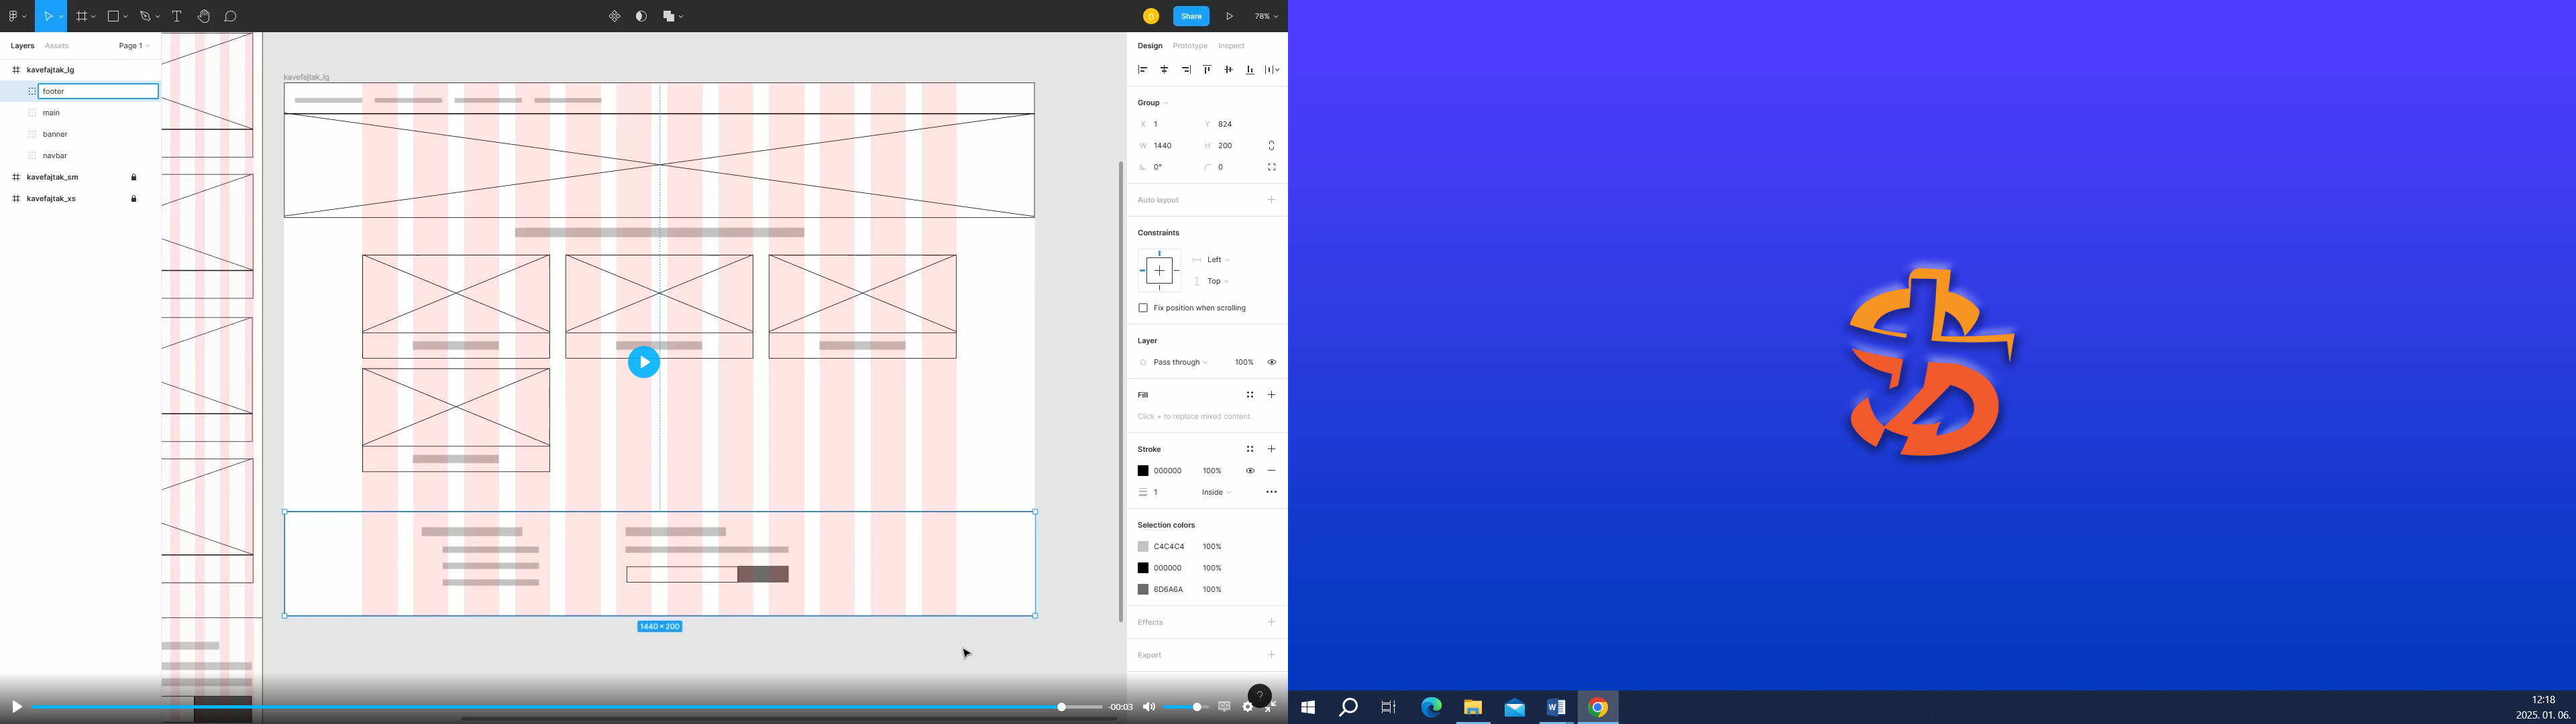 78%
Share
Layers
Assets
Page 1
kavefajtak_lg
footer
main
banner
navbar
kavefajtak_sm
kavefajtak_xs
kavefajtak_lg
1440 × 200
Design
Prototype
Inspect
Group
X 1 Y 824
W 1440 H 200
0° 0
Auto layout
Constraints
Left
Top
Fix position when scrolling
Layer
Pass through 100%
Fill
Click + to replace mixed content.
Stroke
000000 100%
1 Inside
Selection colors
C4C4C4 100%
000000 100%
6D6A6A 100%
Effects
Export
?
-00:03
CC
W
12:18
2025. 01. 06.